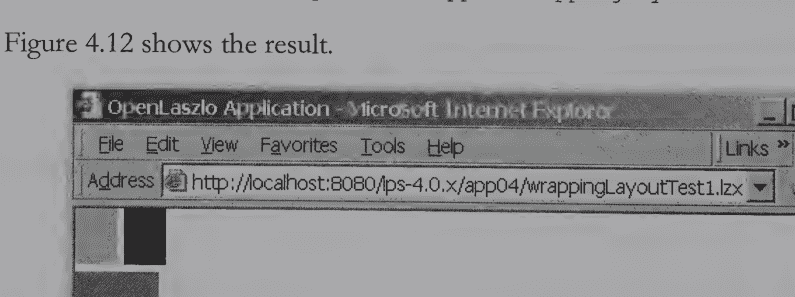 Figure 4.12 shows the result.
OpenLaszlo Application - Microsoft Internet Explorer
File Edit View Favorites Tools Help Links »
Address http://localhost:8080/lps-4.0.x/app04/wrappingLayoutTest1.lzx